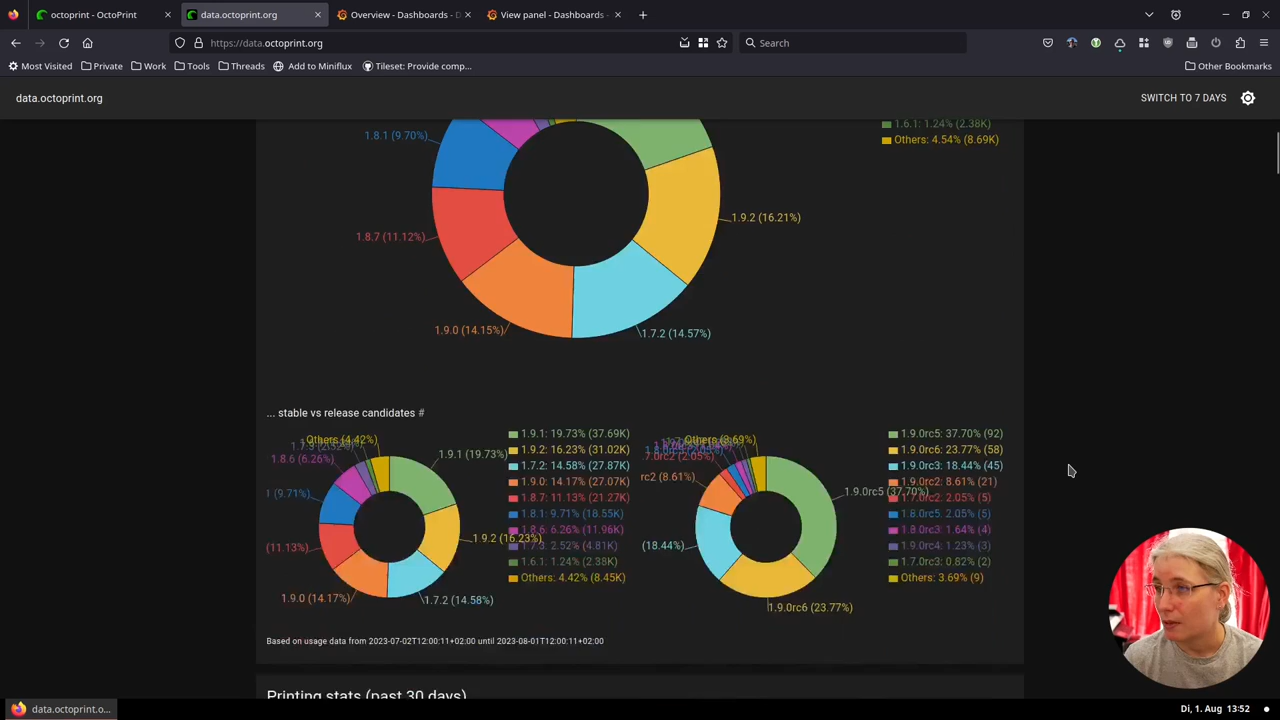 octoprint - OctoPrint
data.octoprint.org
Overview - Dashboards - D
View panel - Dashboards -
https://data.octoprint.org
Search
Most Visited
Private
Work
Tools
Threads
Add to Miniflux
Tileset: Provide comp...
Other Bookmarks
data.octoprint.org
SWITCH TO 7 DAYS
1.8.1 (9.70%)
1.6.1: 1.24% (2.38K)
Others: 4.54% (8.69K)
1.9.2 (16.21%)
1.8.7 (11.12%)
1.9.0 (14.15%)
1.7.2 (14.57%)
... stable vs release candidates #
Others (4.42%)
1.8.6 (6.26%)
(9.71%)
(11.13%)
1.9.0 (14.17%)
1.7.2 (14.58%)
1.9.2 (16.23%)
1.9.1 (19.73%)
1.9.1: 19.73% (37.69K)
1.9.2: 16.23% (31.02K)
1.7.2: 14.58% (27.87K)
1.9.0: 14.17% (27.07K)
1.8.7: 11.13% (21.27K)
1.8.1: 9.71% (18.55K)
1.8.6: 6.26% (11.96K)
1.7.3: 2.52% (4.81K)
1.6.1: 1.24% (2.38K)
Others: 4.42% (8.45K)
Others (3.69%)
.7.0rc2 (2.05%)
rc2 (8.61%)
(18.44%)
1.9.0rc6 (23.77%)
1.9.0rc5 (37.70%)
1.9.0rc5: 37.70% (92)
1.9.0rc6: 23.77% (58)
1.9.0rc3: 18.44% (45)
1.9.0rc2: 8.61% (21)
1.7.0rc2: 2.05% (5)
1.8.0rc5: 2.05% (5)
1.8.0rc3: 1.64% (4)
1.9.0rc4: 1.23% (3)
1.7.0rc3: 0.82% (2)
Others: 3.69% (9)
Based on usage data from 2023-07-02T12:00:11+02:00 until 2023-08-01T12:00:11+02:00
Printing stats (past 30 days)
data.octoprint.o...
Di, 1. Aug 13:52